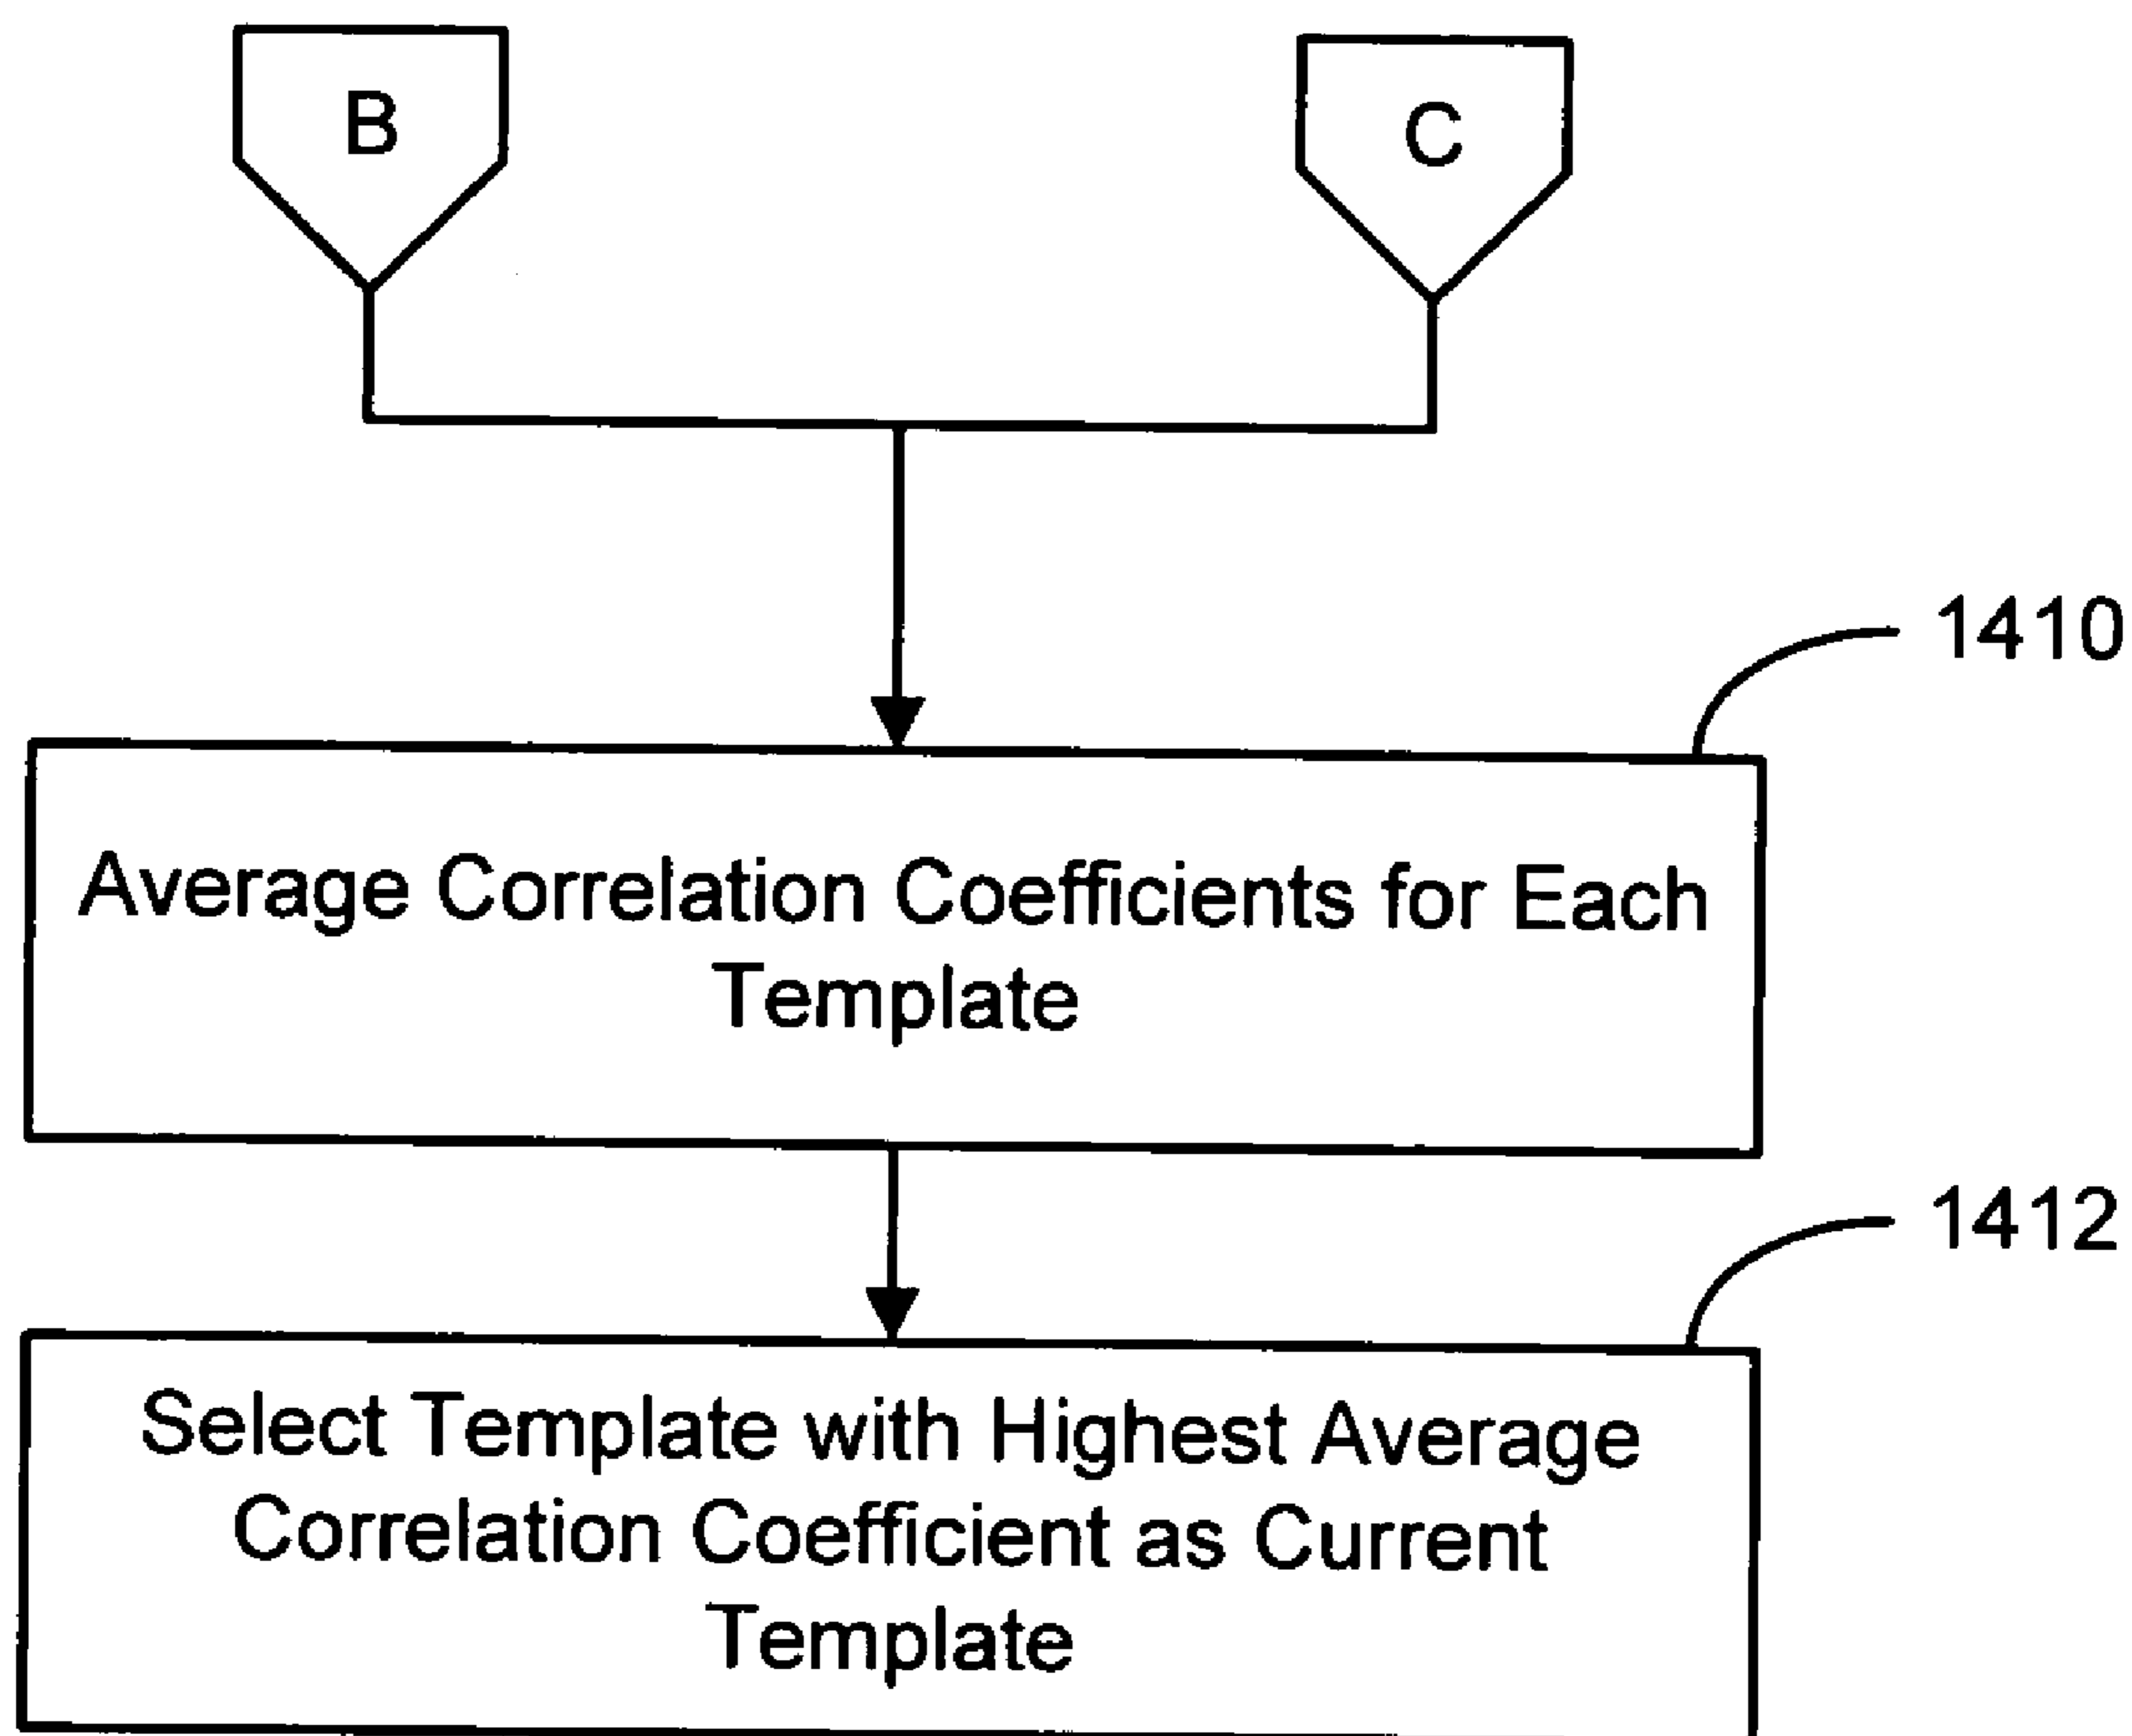 B
C
1410
Average Correlation Coefficients for Each
Template
1412
Select Template with Highest Average
Correlation Coefficient as Current
Template